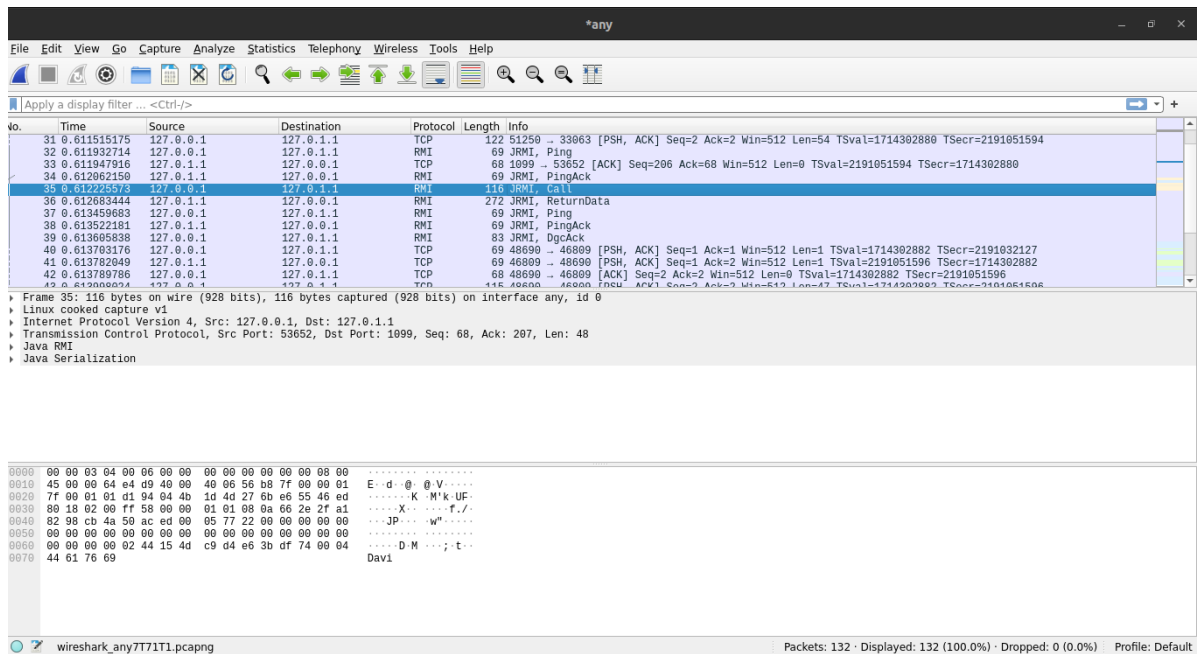 *any
File Edit View Go Capture Analyze Statistics Telephony Wireless Tools Help
Apply a display filter ... <Ctrl-/>
No. Time Source Destination Protocol Length Info
31 0.611515175 127.0.0.1 127.0.1.1 TCP 122 51250 → 33063 [PSH, ACK] Seq=2 Ack=2 Win=512 Len=54 TSval=1714302880 TSecr=2191051594
32 0.611932714 127.0.0.1 127.0.1.1 RMI 69 JRMI, Ping
33 0.611947916 127.0.1.1 127.0.0.1 TCP 68 1099 → 53652 [ACK] Seq=206 Ack=68 Win=512 Len=0 TSval=2191051594 TSecr=1714302880
34 0.612062150 127.0.1.1 127.0.0.1 RMI 69 JRMI, PingAck
35 0.612225573 127.0.0.1 127.0.1.1 RMI 116 JRMI, Call
36 0.612683444 127.0.1.1 127.0.0.1 RMI 272 JRMI, ReturnData
37 0.613459683 127.0.0.1 127.0.1.1 RMI 69 JRMI, Ping
38 0.613522181 127.0.1.1 127.0.0.1 RMI 69 JRMI, PingAck
39 0.613605838 127.0.0.1 127.0.1.1 RMI 83 JRMI, DgcAck
40 0.613703176 127.0.0.1 127.0.1.1 TCP 69 48690 → 46809 [PSH, ACK] Seq=1 Ack=1 Win=512 Len=1 TSval=1714302882 TSecr=2191032127
41 0.613782049 127.0.1.1 127.0.0.1 TCP 69 46809 → 48690 [PSH, ACK] Seq=1 Ack=2 Win=512 Len=1 TSval=2191051596 TSecr=1714302882
42 0.613789786 127.0.0.1 127.0.1.1 TCP 68 48690 → 46809 [ACK] Seq=2 Ack=2 Win=512 Len=0 TSval=1714302882 TSecr=2191051596
Frame 35: 116 bytes on wire (928 bits), 116 bytes captured (928 bits) on interface any, id 0
Linux cooked capture v1
Internet Protocol Version 4, Src: 127.0.0.1, Dst: 127.0.1.1
Transmission Control Protocol, Src Port: 53652, Dst Port: 1099, Seq: 68, Ack: 207, Len: 48
Java RMI
Java Serialization
0000 00 00 03 04 00 06 00 00 00 00 00 00 00 00 08 00 ········ ········
0010 45 00 00 64 e4 d9 40 00 40 06 56 b8 7f 00 00 01 E··d··@· @·V·····
0020 7f 00 01 01 d1 94 04 4b 1d 4d 27 6b e6 55 46 ed ·······K ·M'k·UF·
0030 80 18 02 00 ff 58 00 00 01 01 08 0a 66 2e 2f a1 ·····X·· ····f./·
0040 82 98 cb 4a 50 ac ed 00 05 77 22 00 00 00 00 00 ···JP··· ·w"·····
0050 00 00 00 00 00 00 00 00 00 00 00 00 00 00 00 00 ········ ········
0060 00 00 00 00 02 44 15 4d c9 d4 e6 3b df 74 00 04 ·····D·M ···;·t··
0070 44 61 76 69 Davi
wireshark_any7T71T1.pcapng Packets: 132 · Displayed: 132 (100.0%) · Dropped: 0 (0.0%) Profile: Default